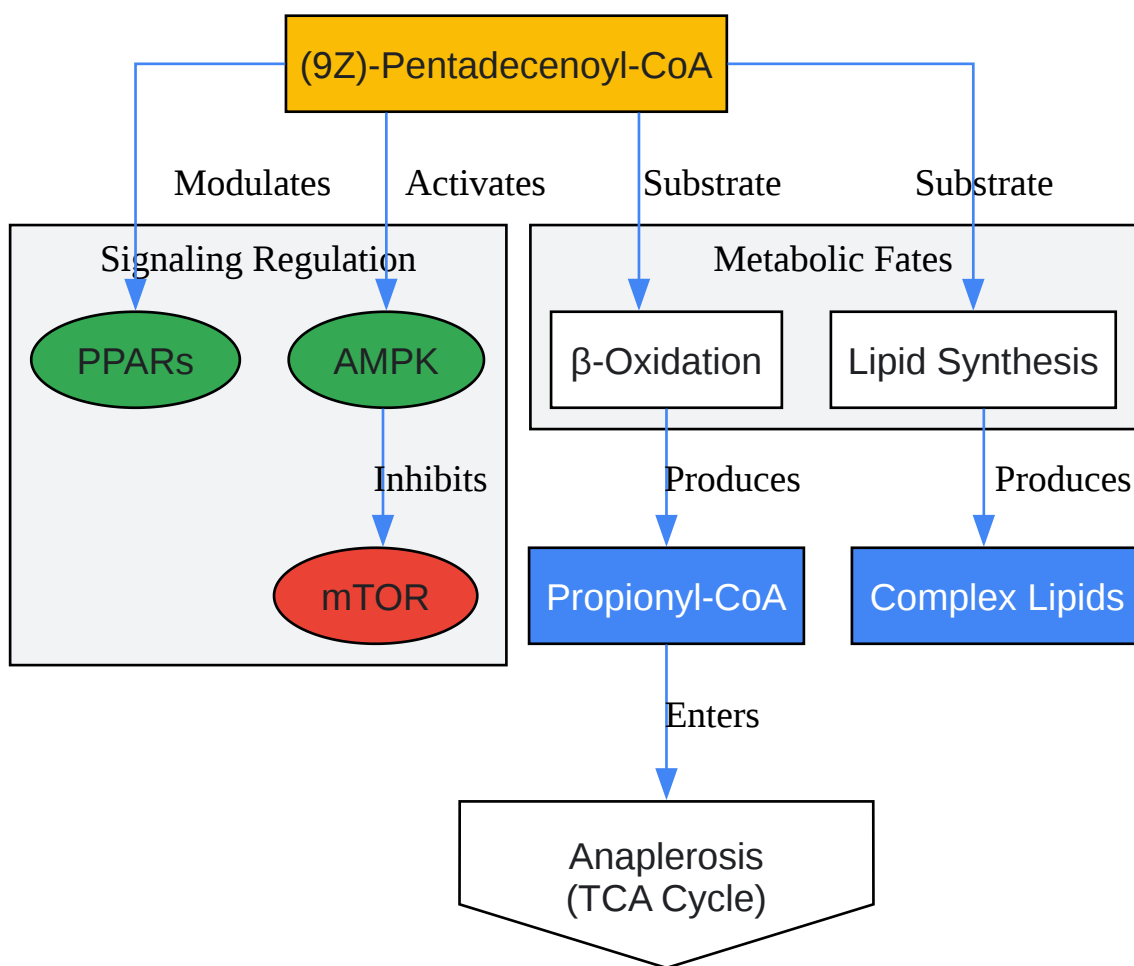 (9Z)-Pentadecenoyl-CoA
Modulates
Activates
Substrate
Substrate
Signaling Regulation
Metabolic Fates
PPARs
AMPK
β-Oxidation
Lipid Synthesis
Inhibits
Produces
Produces
mTOR
Propionyl-CoA
Complex Lipids
Enters
Anaplerosis
(TCA Cycle)